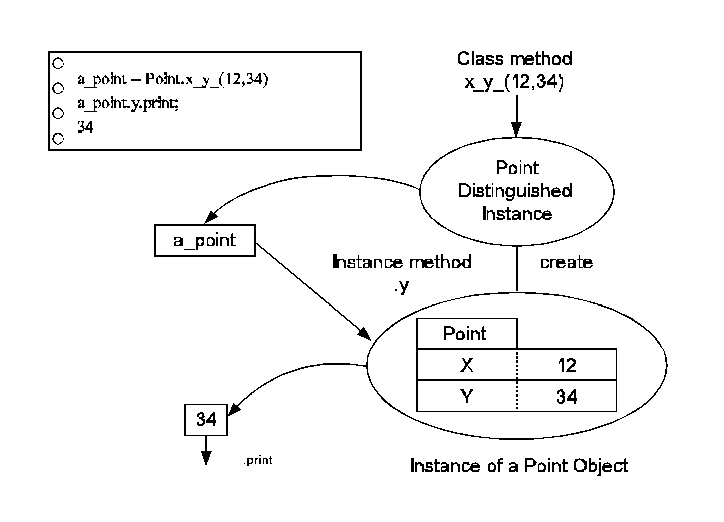 a_point = Point.x_y_(12,34)
a_point.y.print;
34
Class method
x_y_(12,34)
Point
Distinguished
Instance
a_point
Instance method
.y
create
Point
X 12
Y 34
34
.print
Instance of a Point Object